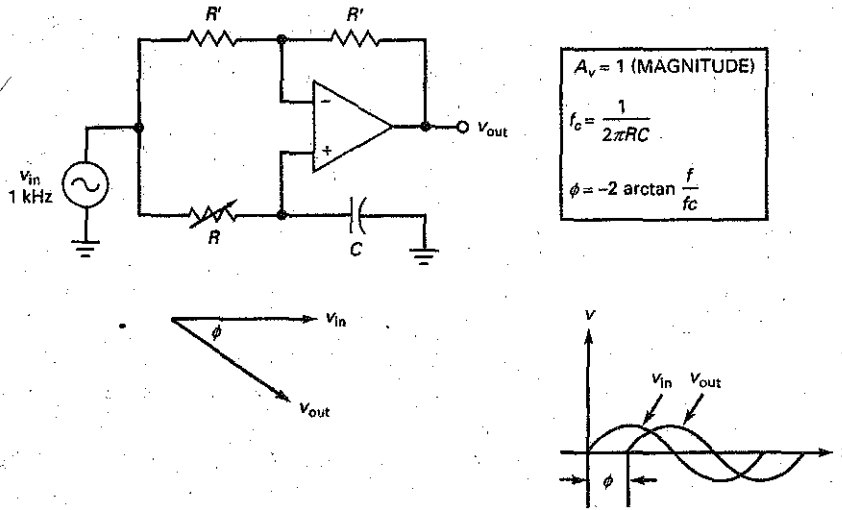 R'
R'
−
+
v_out
v_in
1 kHz
R
C
A_v = 1 (MAGNITUDE)
f_c = 1 / 2πRC
ϕ = –2 arctan f / fc
v_in
ϕ
v_out
v
v_in
v_out
ϕ